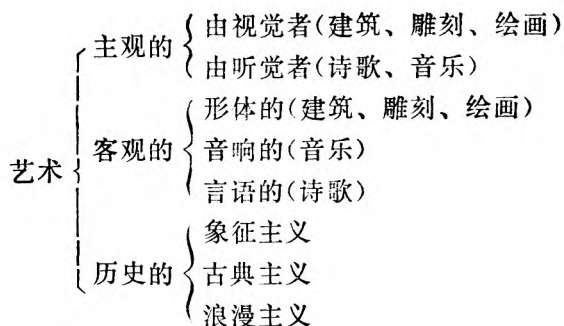 由视觉者(建筑、雕刻、绘画)
主观的
由听觉者(诗歌、音乐)
形体的(建筑、雕刻、绘画)
艺术
客观的
音响的(音乐)
言语的(诗歌)
象征主义
历史的
古典主义
浪漫主义